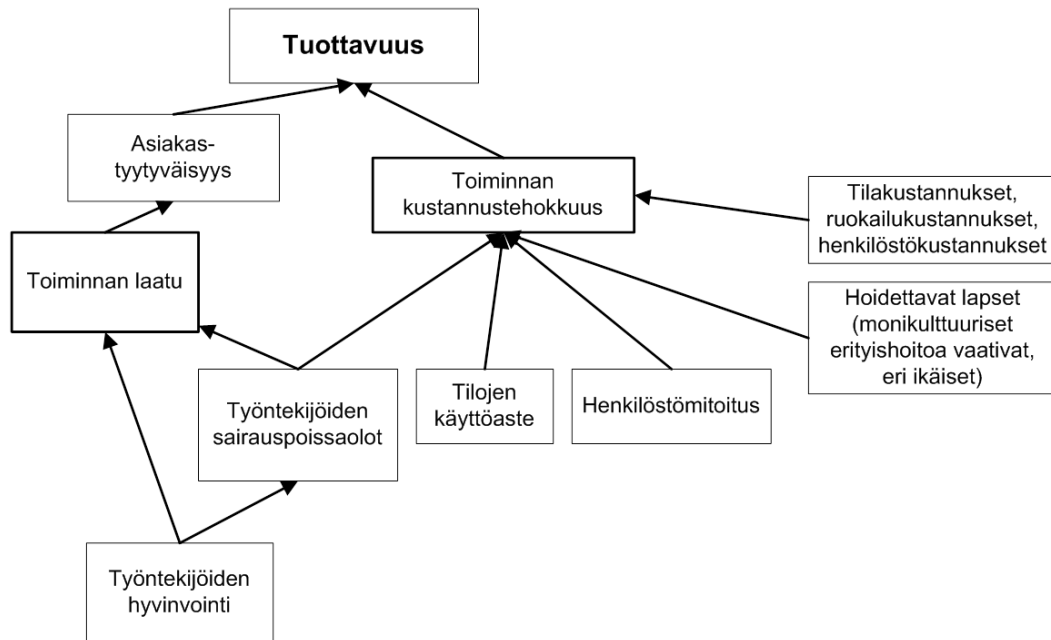 Tuottavuus
Asiakas-
tyytyväisyys
Toiminnan
kustannustehokkuus
Tilakustannukset,
ruokailukustannukset,
henkilöstökustannukset
Toiminnan laatu
Hoidettavat lapset
(monikulttuuriset
erityishoitoa vaativat,
eri ikäiset)
Työntekijöiden
sairauspoissaolot
Tilojen
käyttöaste
Henkilöstömitoitus
Työntekijöiden
hyvinvointi